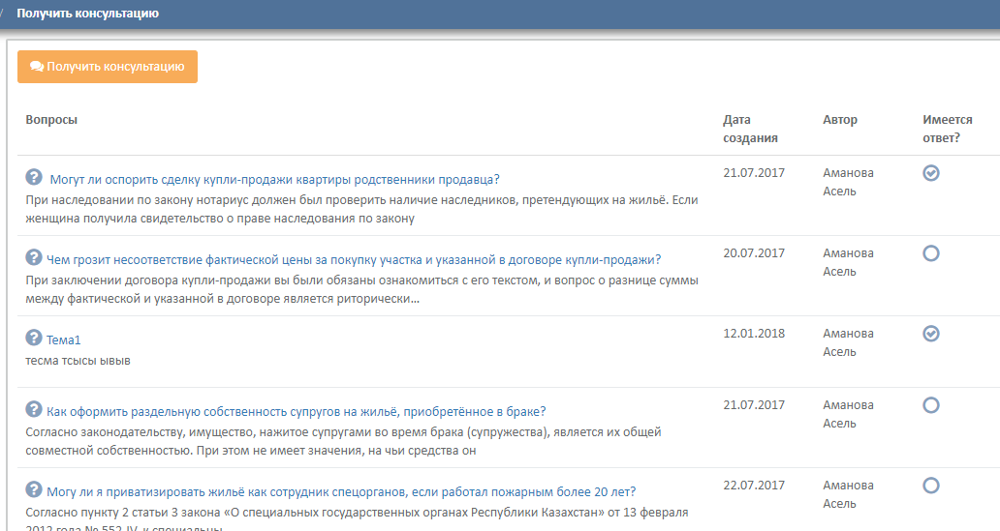 / Получить консультацию
Получить консультацию
Вопросы
Дата
создания
Автор
Имеется
ответ?
Могут ли оспорить сделку купли-продажи квартиры родственники продавца?
При наследовании по закону нотариус должен был проверить наличие наследников, претендующих на жильё. Если
женщина получила свидетельство о праве наследования по закону
21.07.2017
Аманова
Асель
Чем грозит несоответствие фактической цены за покупку участка и указанной в договоре купли-продажи?
При заключении договора купли-продажи вы были обязаны ознакомиться с его текстом, и вопрос о разнице суммы
между фактической и указанной в договоре является риторически...
20.07.2017
Аманова
Асель
Тема1
тесма тсысы ывыв
12.01.2018
Аманова
Асель
Как оформить раздельную собственность супругов на жильё, приобретённое в браке?
Согласно законодательству, имущество, нажитое супругами во время брака (супружества), является их общей
совместной собственностью. При этом не имеет значения, на чьи средства он
21.07.2017
Аманова
Асель
Могу ли я приватизировать жильё как сотрудник спецорганов, если работал пожарным более 20 лет?
Согласно пункту 2 статьи 3 закона «О специальных государственных органах Республики Казахстан» от 13 февраля
2012 года № 552-IV, к специальны
22.07.2017
Аманова
Асель